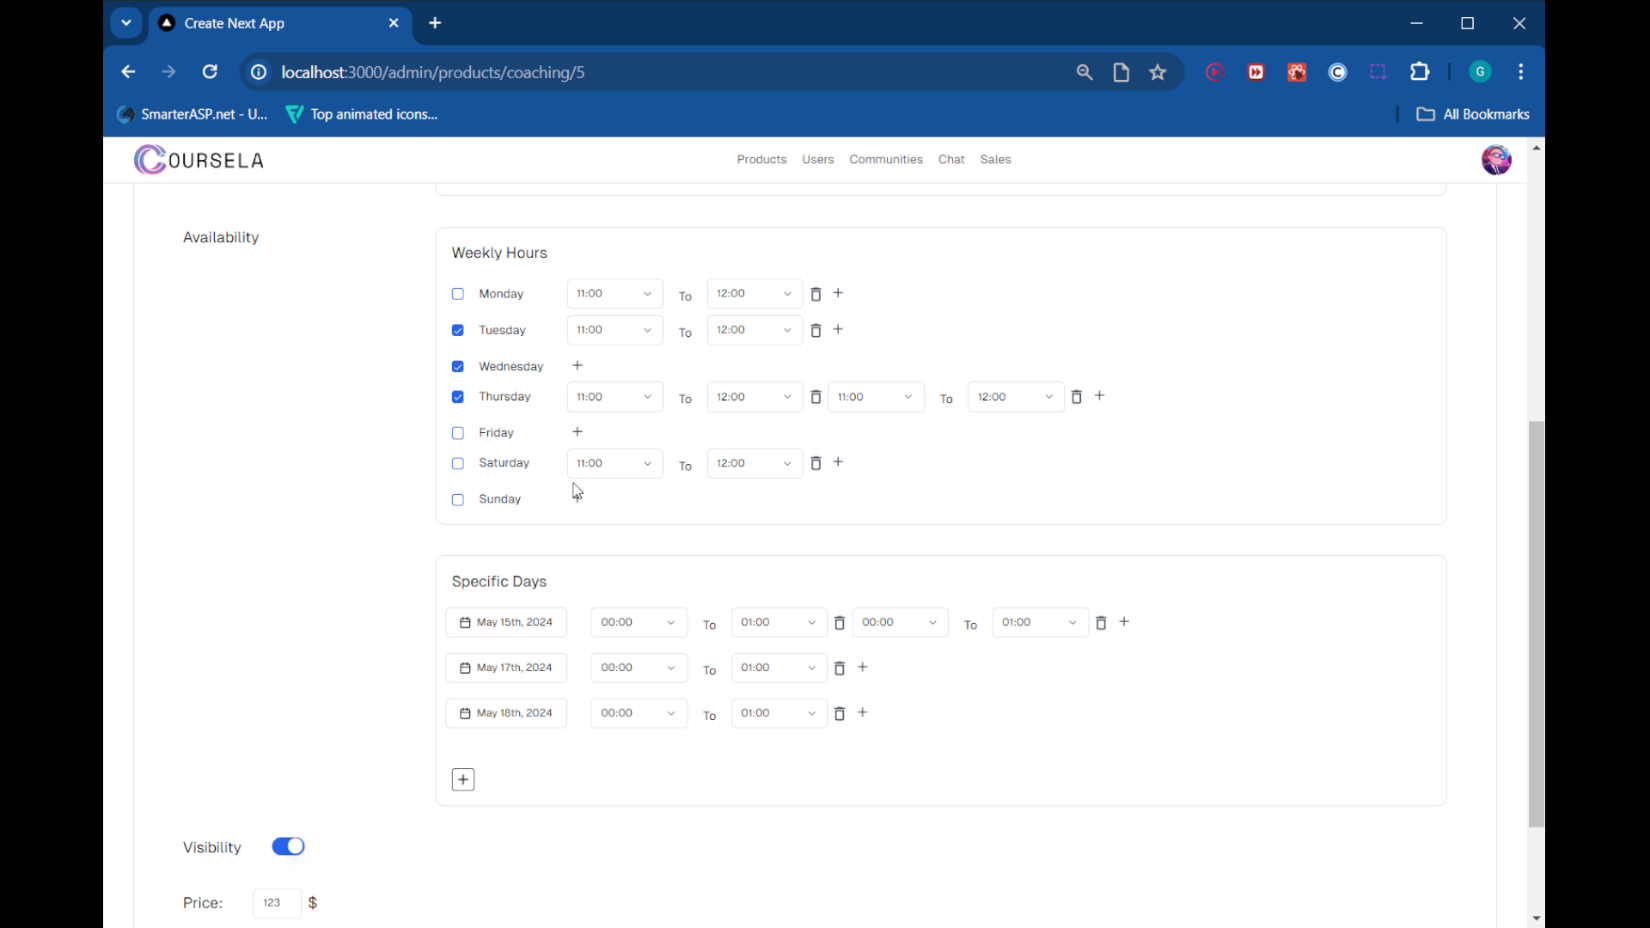 Create Next App
localhost:3000/admin/products/coaching/5
G
SmarterASP.net - U...
Top animated icons...
All Bookmarks
COURSELA
Products Users Communities Chat Sales
Availability
Weekly Hours
Monday 11:00 To 12:00
Tuesday 11:00 To 12:00
Wednesday
Thursday 11:00 To 12:00 11:00 To 12:00
Friday
Saturday 11:00 To 12:00
Sunday
Specific Days
May 15th, 2024 00:00 To 01:00 00:00 To 01:00
May 17th, 2024 00:00 To 01:00
May 18th, 2024 00:00 To 01:00
Visibility
Price: 123 $